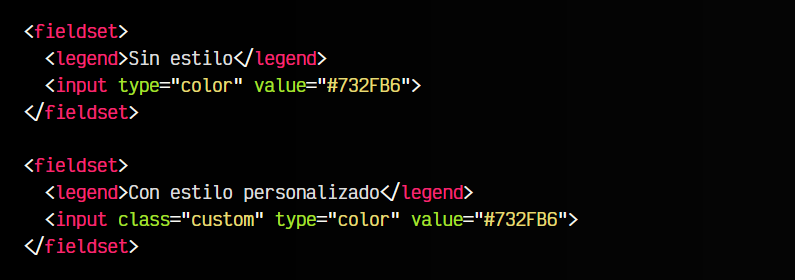 <fieldset>
  <legend>Sin estilo</legend>
  <input type="color" value="#732FB6">
</fieldset>

<fieldset>
  <legend>Con estilo personalizado</legend>
  <input class="custom" type="color" value="#732FB6">
</fieldset>